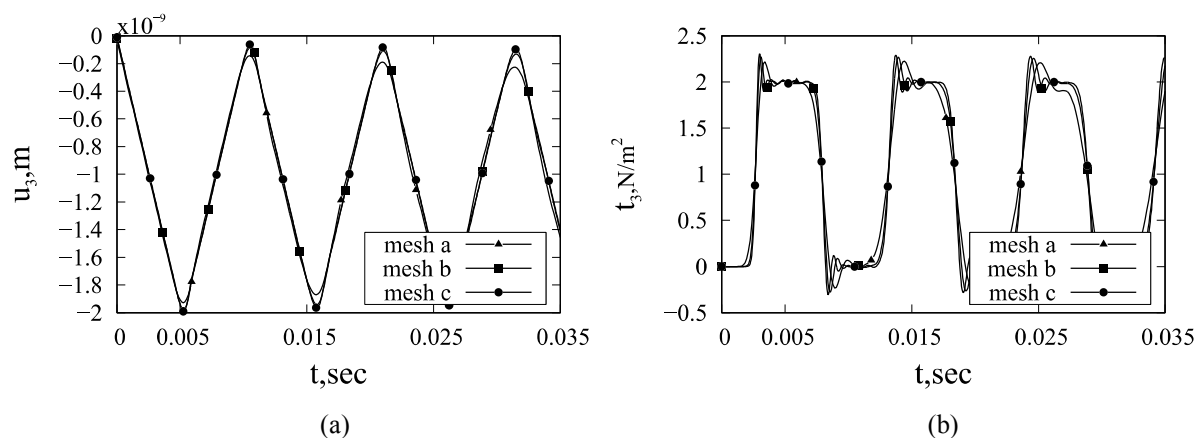 x10⁻⁹
0
−0.2
−0.4
−0.6
−0.8
−1
−1.2
−1.4
−1.6
−1.8
−2
u₃,m
mesh a
mesh b
mesh c
0 0.005 0.015 0.025 0.035
t,sec
(a)
2.5
2
1.5
1
0.5
0
−0.5
t₃,N/m²
mesh a
mesh b
mesh c
0 0.005 0.015 0.025 0.035
t,sec
(b)